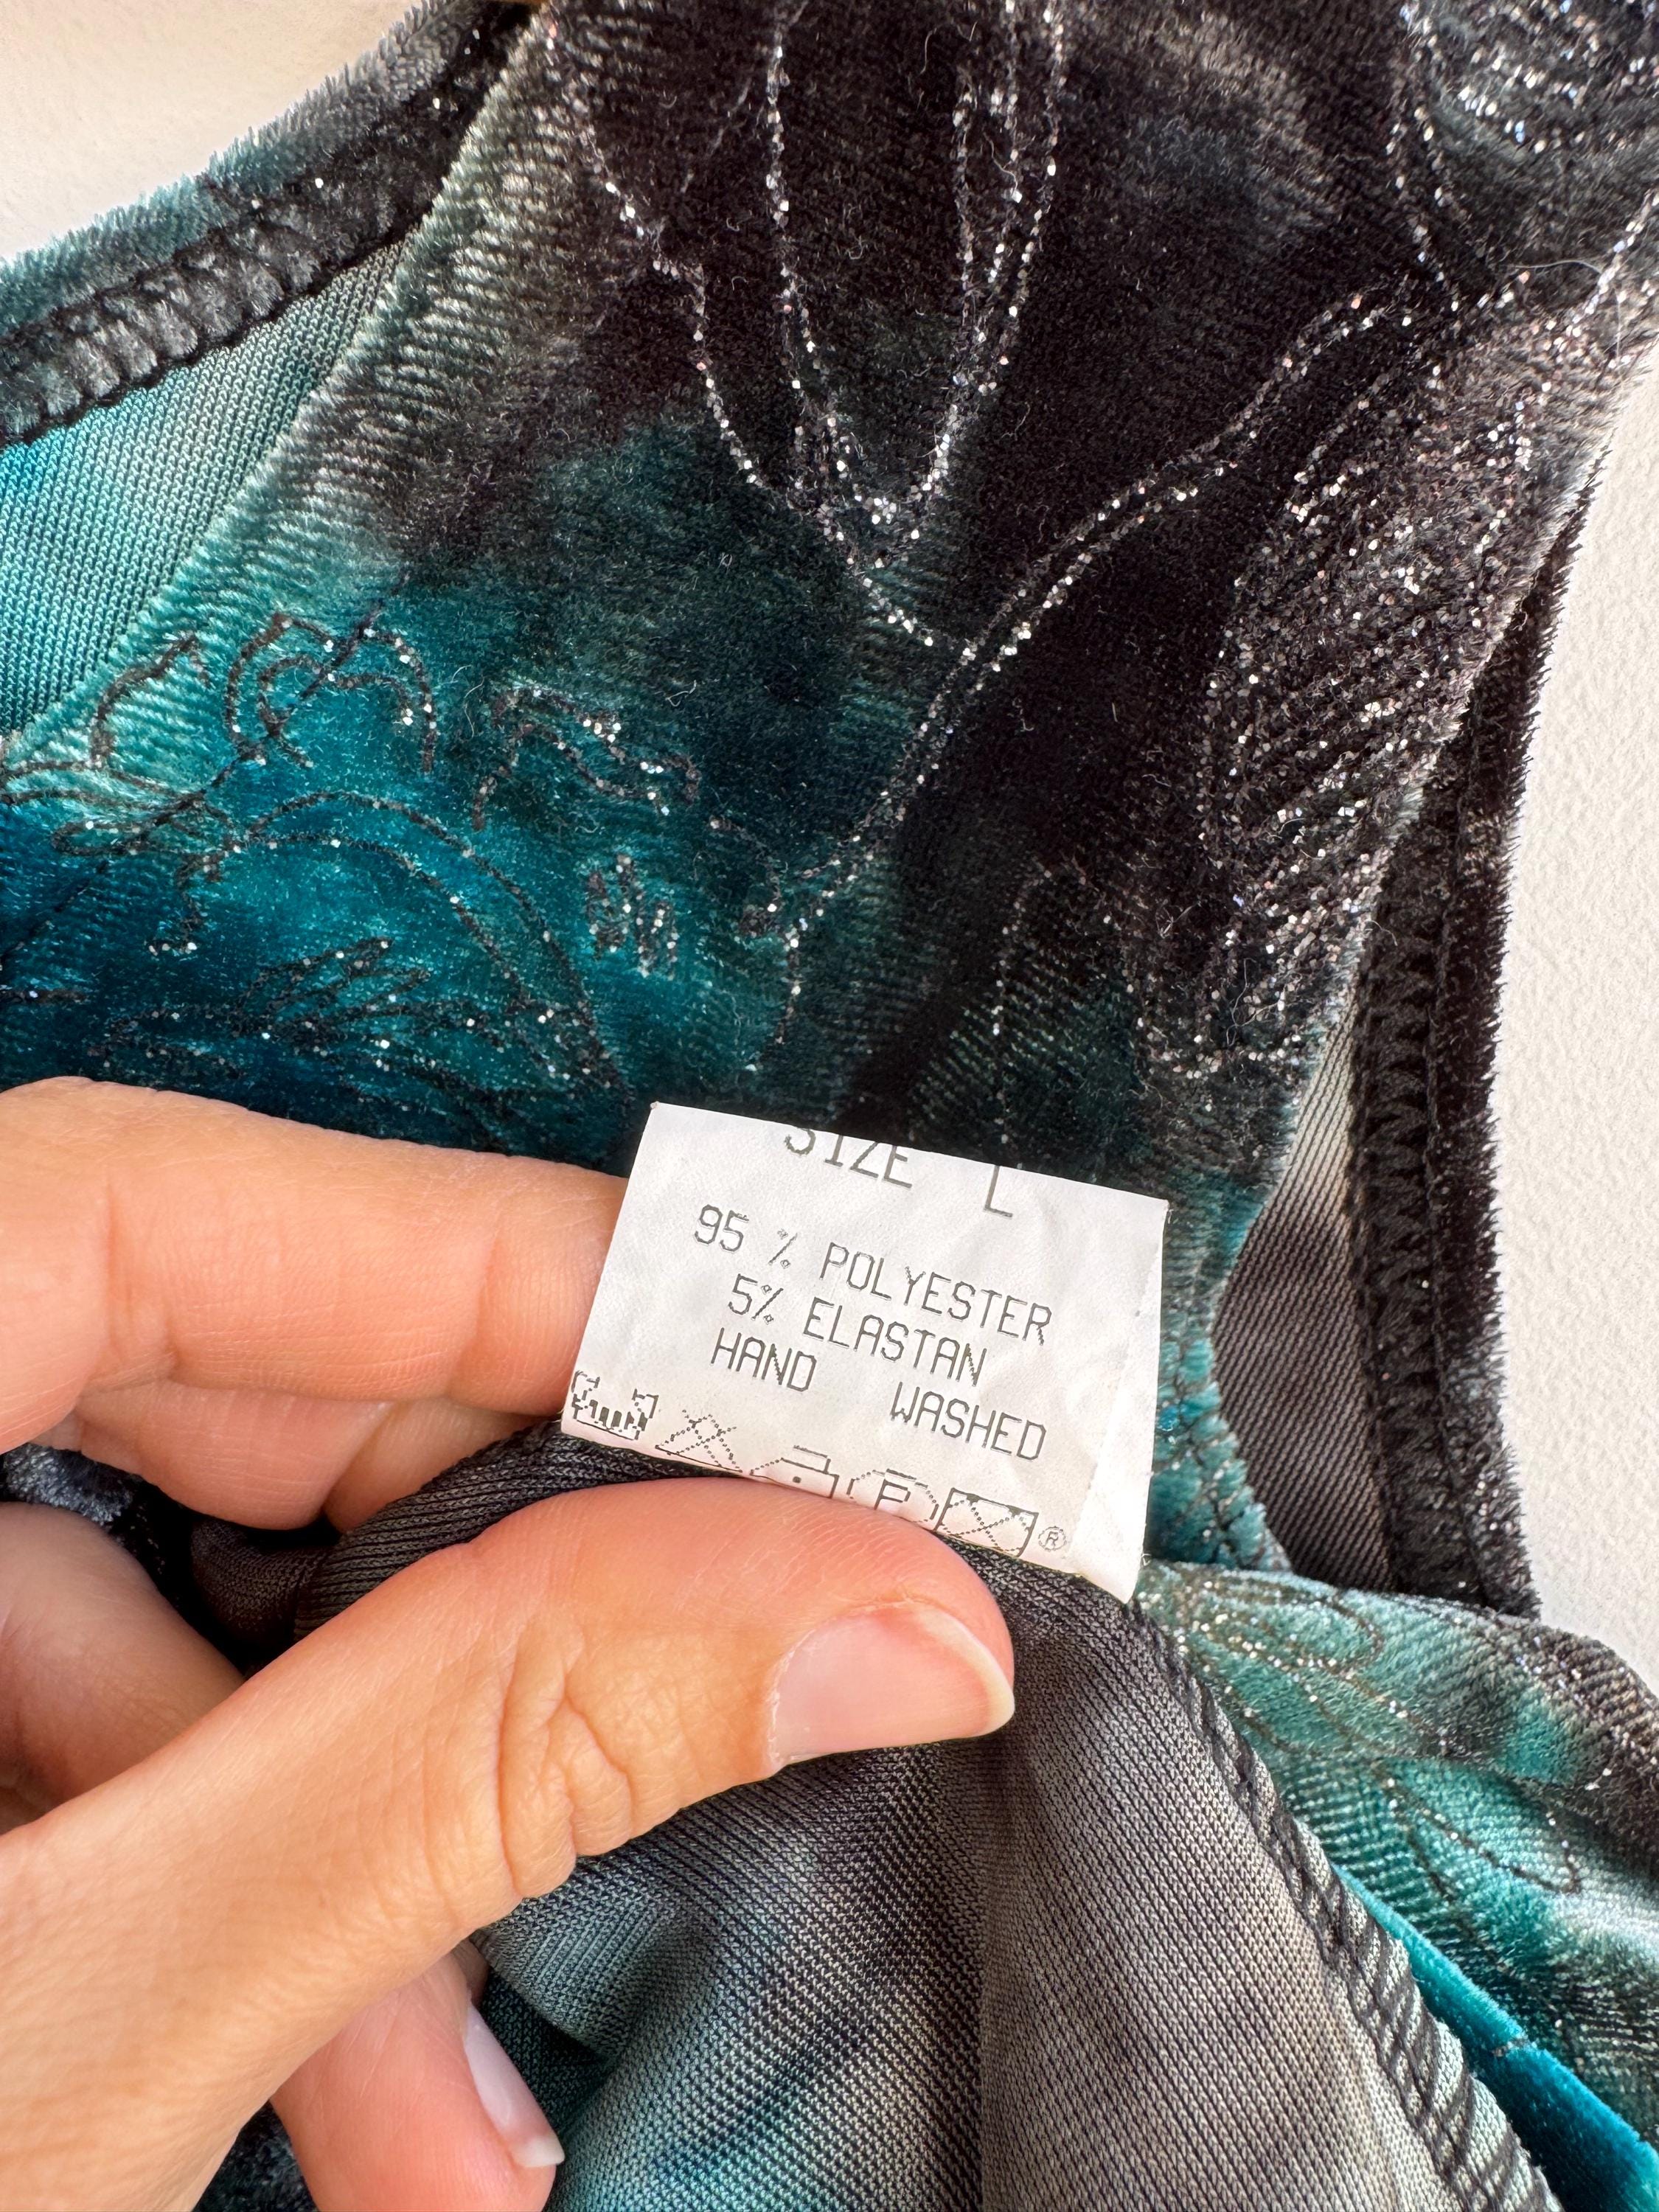 SIZE L
95 % POLYESTER
5% ELASTAN
HAND WASHED
P ®